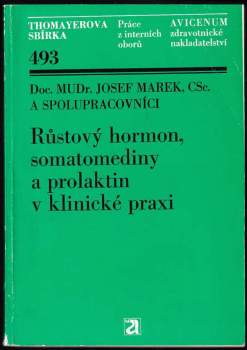 THOMAYEROVA
SBÍRKA
493
Práce
z interních
oborů
AVICENUM
zdravotnické
nakladatelství
Doc. MUDr. JOSEF MAREK, CSc.
A SPOLUPRACOVNÍCI
Růstový hormon,
somatomediny
a prolaktin
v klinické praxi
a